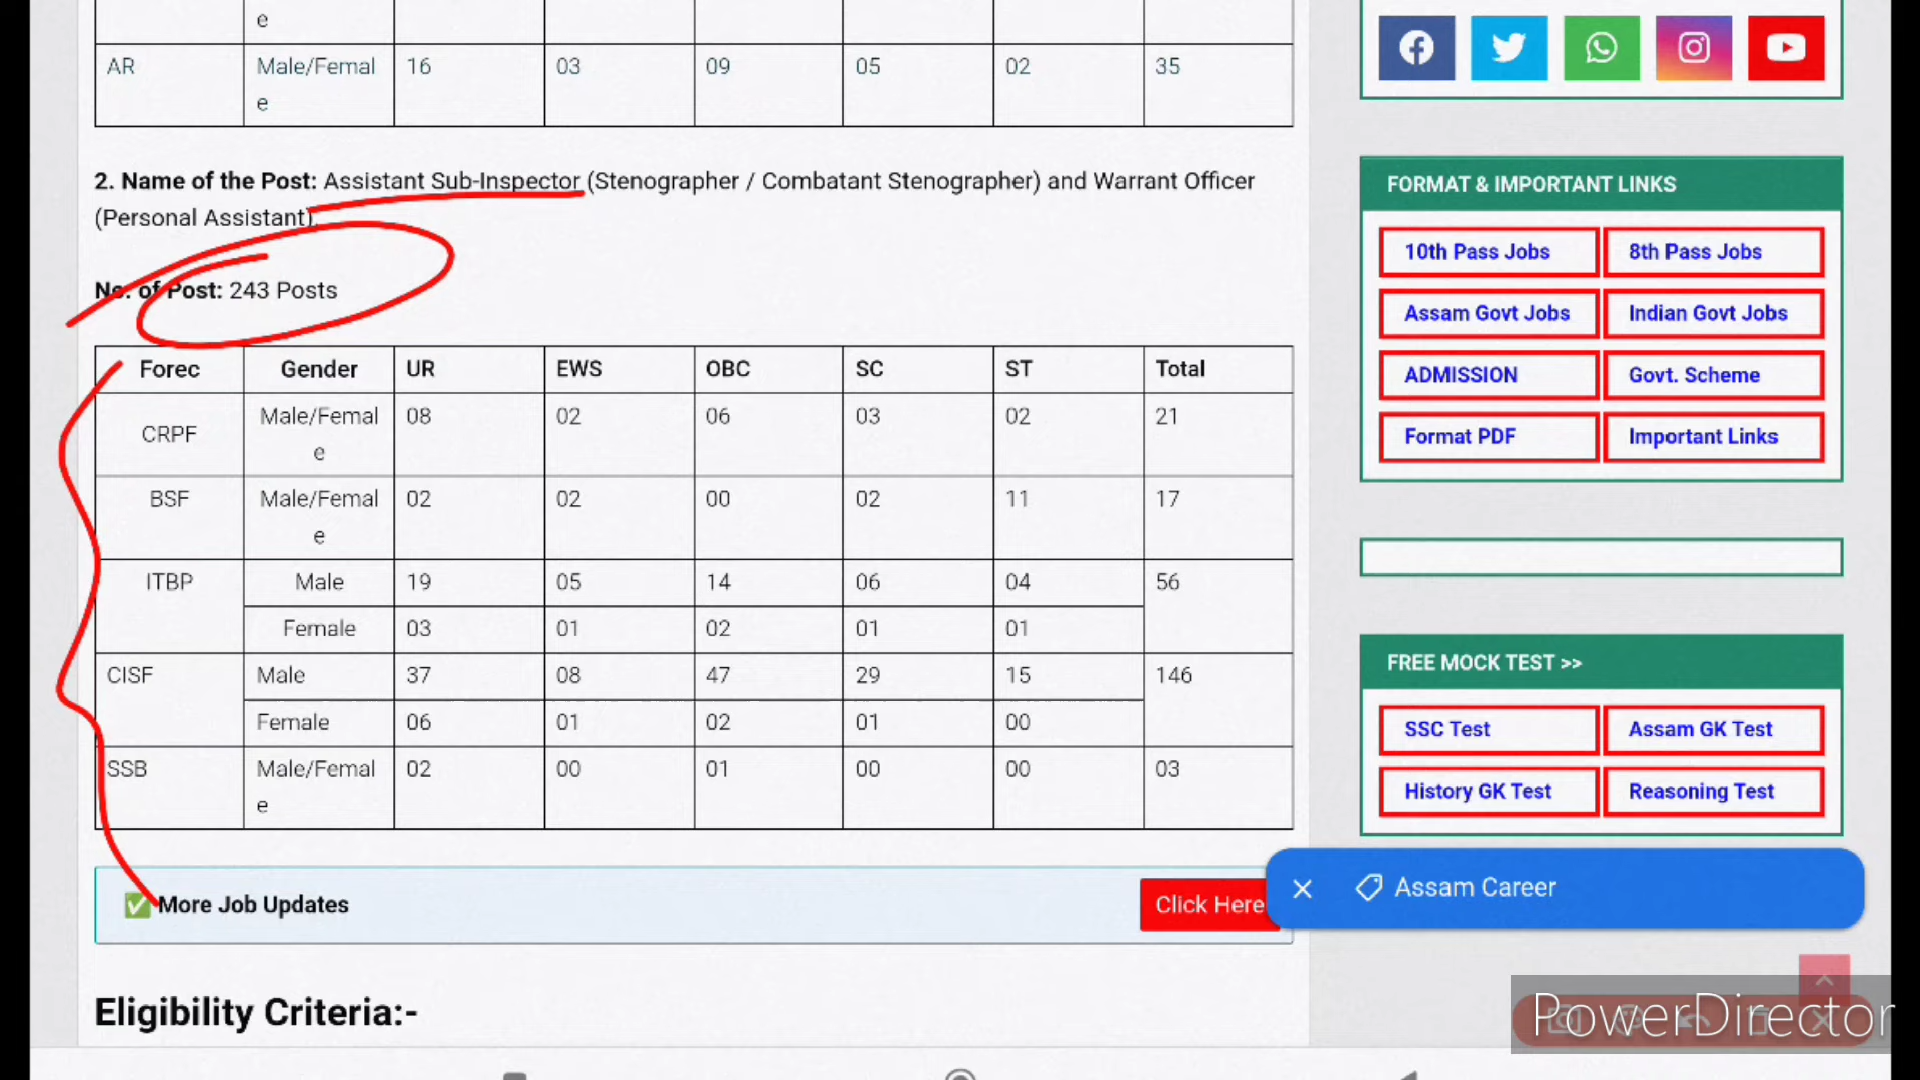 e
AR Male/Femal 16 03 09 05 02 35
e
2. Name of the Post: Assistant Sub-Inspector (Stenographer / Combatant Stenographer) and Warrant Officer
(Personal Assistant).
No. of Post: 243 Posts
Forec Gender UR EWS OBC SC ST Total
CRPF Male/Femal 08 02 06 03 02 21
e
BSF Male/Femal 02 02 00 02 11 17
e
ITBP Male 19 05 14 06 04 56
Female 03 01 02 01 01
CISF Male 37 08 47 29 15 146
Female 06 01 02 01 00
SSB Male/Femal 02 00 01 00 00 03
e
More Job Updates Click Here
Eligibility Criteria:-
FORMAT & IMPORTANT LINKS
10th Pass Jobs 8th Pass Jobs
Assam Govt Jobs Indian Govt Jobs
ADMISSION Govt. Scheme
Format PDF Important Links
FREE MOCK TEST >>
SSC Test Assam GK Test
History GK Test Reasoning Test
Assam Career
PowerDirector